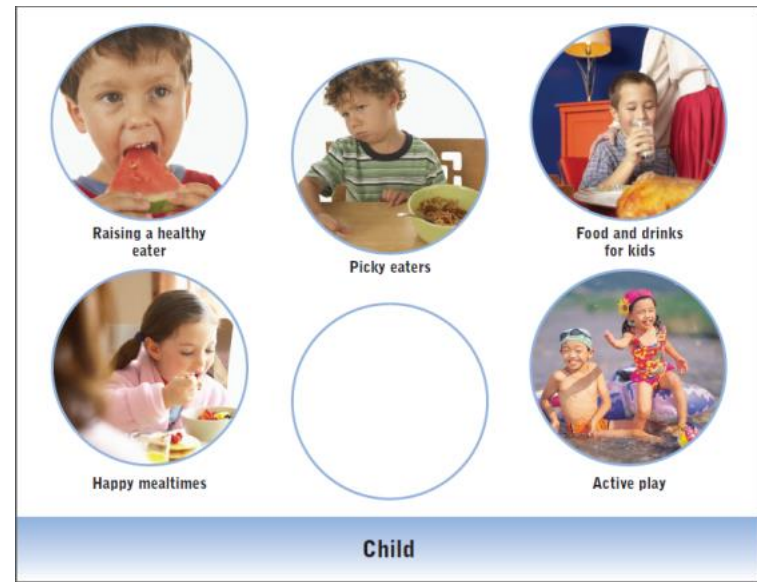 Raising a healthy
eater
Picky eaters
Food and drinks
for kids
Happy mealtimes
Active play
Child